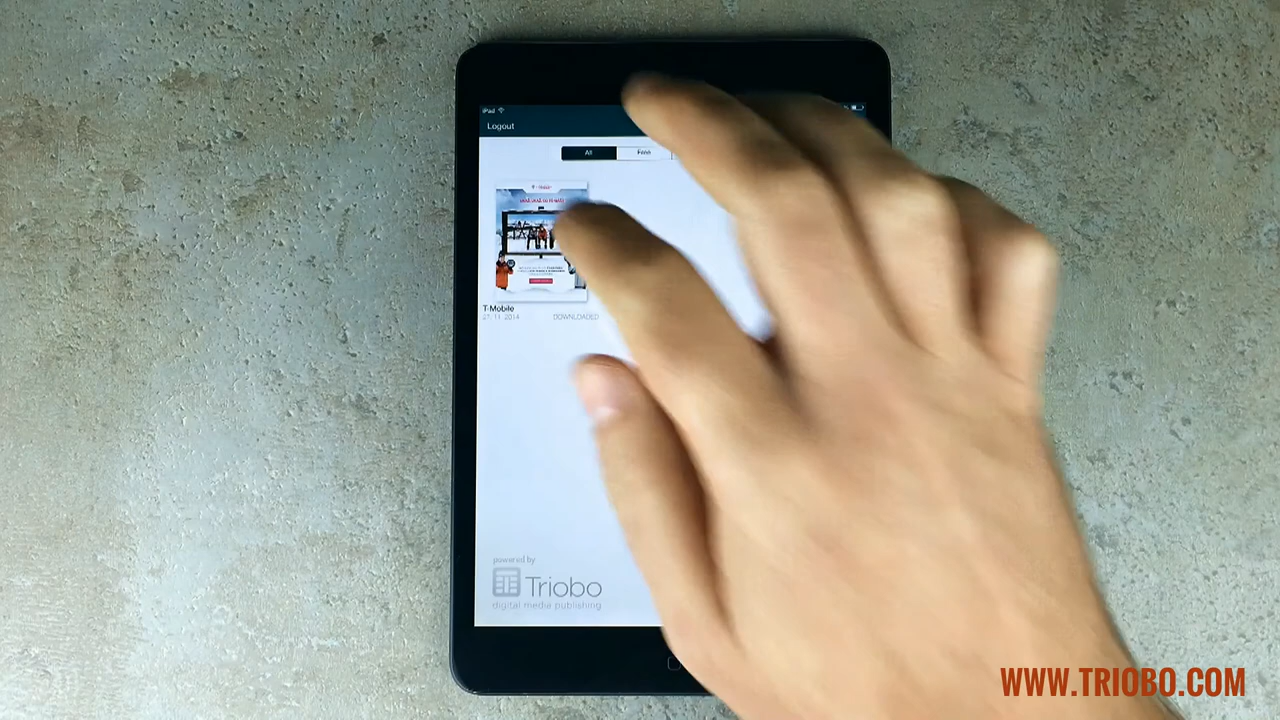 iPad
Logout
All
Free
T-Mobile
27. 11. 2014
DOWNLOADED
powered by
Triobo
digital media publishing
WWW.TRIOBO.COM